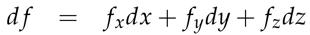 df = f_x dx + f_y dy + f_z dz